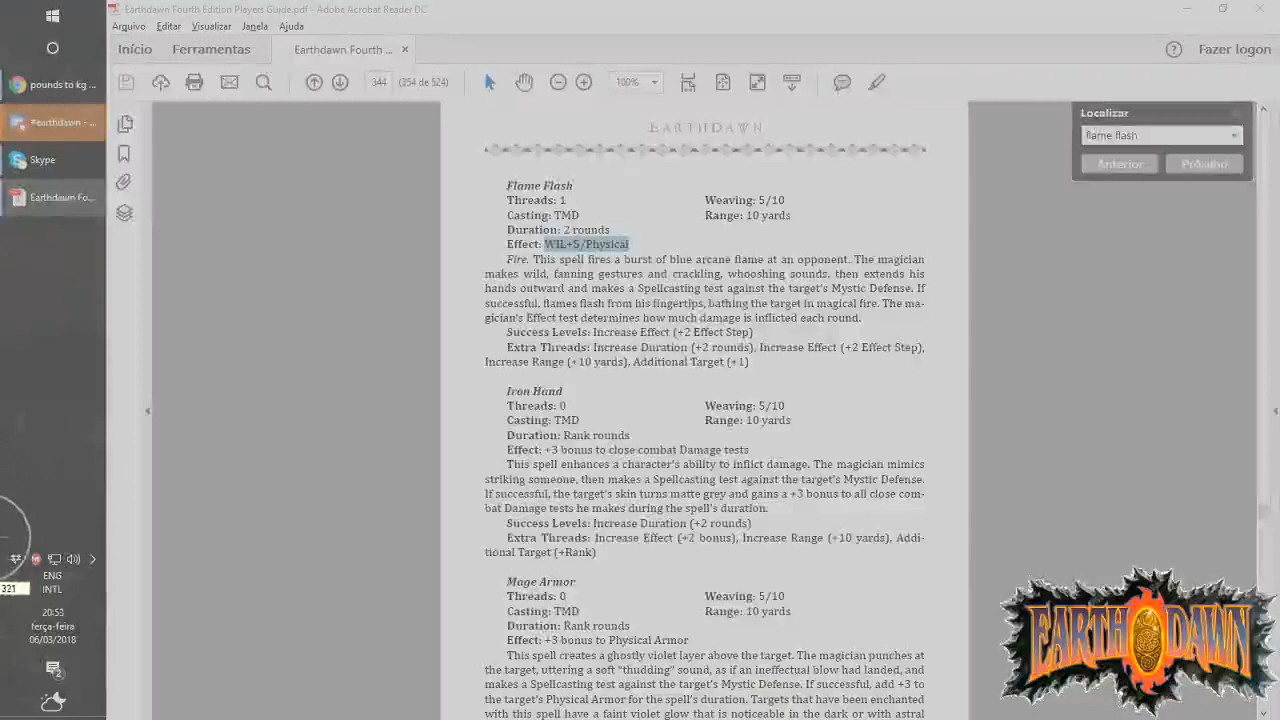 Earthdawn Fourth Edition Players Guide.pdf - Adobe Acrobat Reader DC
Arquivo Editar Visualizar Janela Ajuda
Início Ferramentas Earthdawn Fourth ... × ? Fazer logon
344 (354 de 524) 100%
pounds to kg ...
#earthdawn - ...
Skype
Earthdawn Fo...
321
ENG
INTL
20:53
terça-feira
06/03/2018
2
Localizar
flame flash
Anterior Próximo
EARTHDAWN
Flame Flash
Threads: 1 Weaving: 5/10
Casting: TMD Range: 10 yards
Duration: 2 rounds
Effect: WIL+5/Physical
Fire. This spell fires a burst of blue arcane flame at an opponent. The magician
makes wild, fanning gestures and crackling, whooshing sounds, then extends his
hands outward and makes a Spellcasting test against the target's Mystic Defense. If
successful, flames flash from his fingertips, bathing the target in magical fire. The ma-
gician's Effect test determines how much damage is inflicted each round.
Success Levels: Increase Effect (+2 Effect Step)
Extra Threads: Increase Duration (+2 rounds), Increase Effect (+2 Effect Step),
Increase Range (+10 yards), Additional Target (+1)
Iron Hand
Threads: 0 Weaving: 5/10
Casting: TMD Range: 10 yards
Duration: Rank rounds
Effect: +3 bonus to close combat Damage tests
This spell enhances a character's ability to inflict damage. The magician mimics
striking someone, then makes a Spellcasting test against the target's Mystic Defense.
If successful, the target's skin turns matte grey and gains a +3 bonus to all close com-
bat Damage tests he makes during the spell's duration.
Success Levels: Increase Duration (+2 rounds)
Extra Threads: Increase Effect (+2 bonus), Increase Range (+10 yards), Addi-
tional Target (+Rank)
Mage Armor
Threads: 0 Weaving: 5/10
Casting: TMD Range: 10 yards
Duration: Rank rounds
Effect: +3 bonus to Physical Armor
This spell creates a ghostly violet layer above the target. The magician punches at
the target, uttering a soft "thudding" sound, as if an ineffectual blow had landed, and
makes a Spellcasting test against the target's Mystic Defense. If successful, add +3 to
the target's Physical Armor for the spell's duration. Targets that have been enchanted
with this spell have a faint violet glow that is noticeable in the dark or with astral
EARTHDAWN